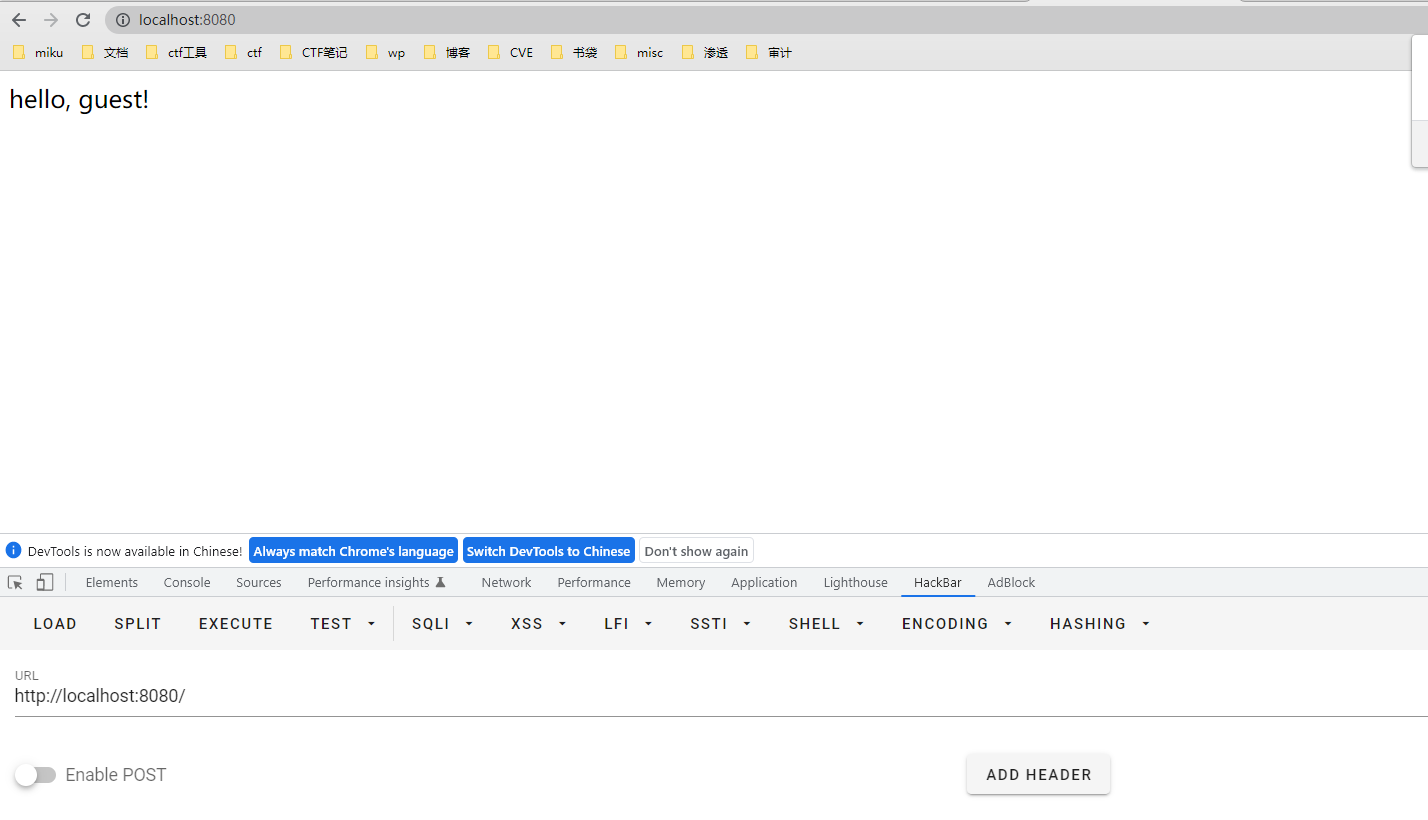 localhost:8080
miku 文档 ctf工具 ctf CTF笔记 wp 博客 CVE 书袋 misc 渗透 审计
hello, guest!
DevTools is now available in Chinese! Always match Chrome's language Switch DevTools to Chinese Don't show again
Elements Console Sources Performance insights Network Performance Memory Application Lighthouse HackBar AdBlock
LOAD SPLIT EXECUTE TEST SQLI XSS LFI SSTI SHELL ENCODING HASHING
URL
http://localhost:8080/
Enable POST ADD HEADER